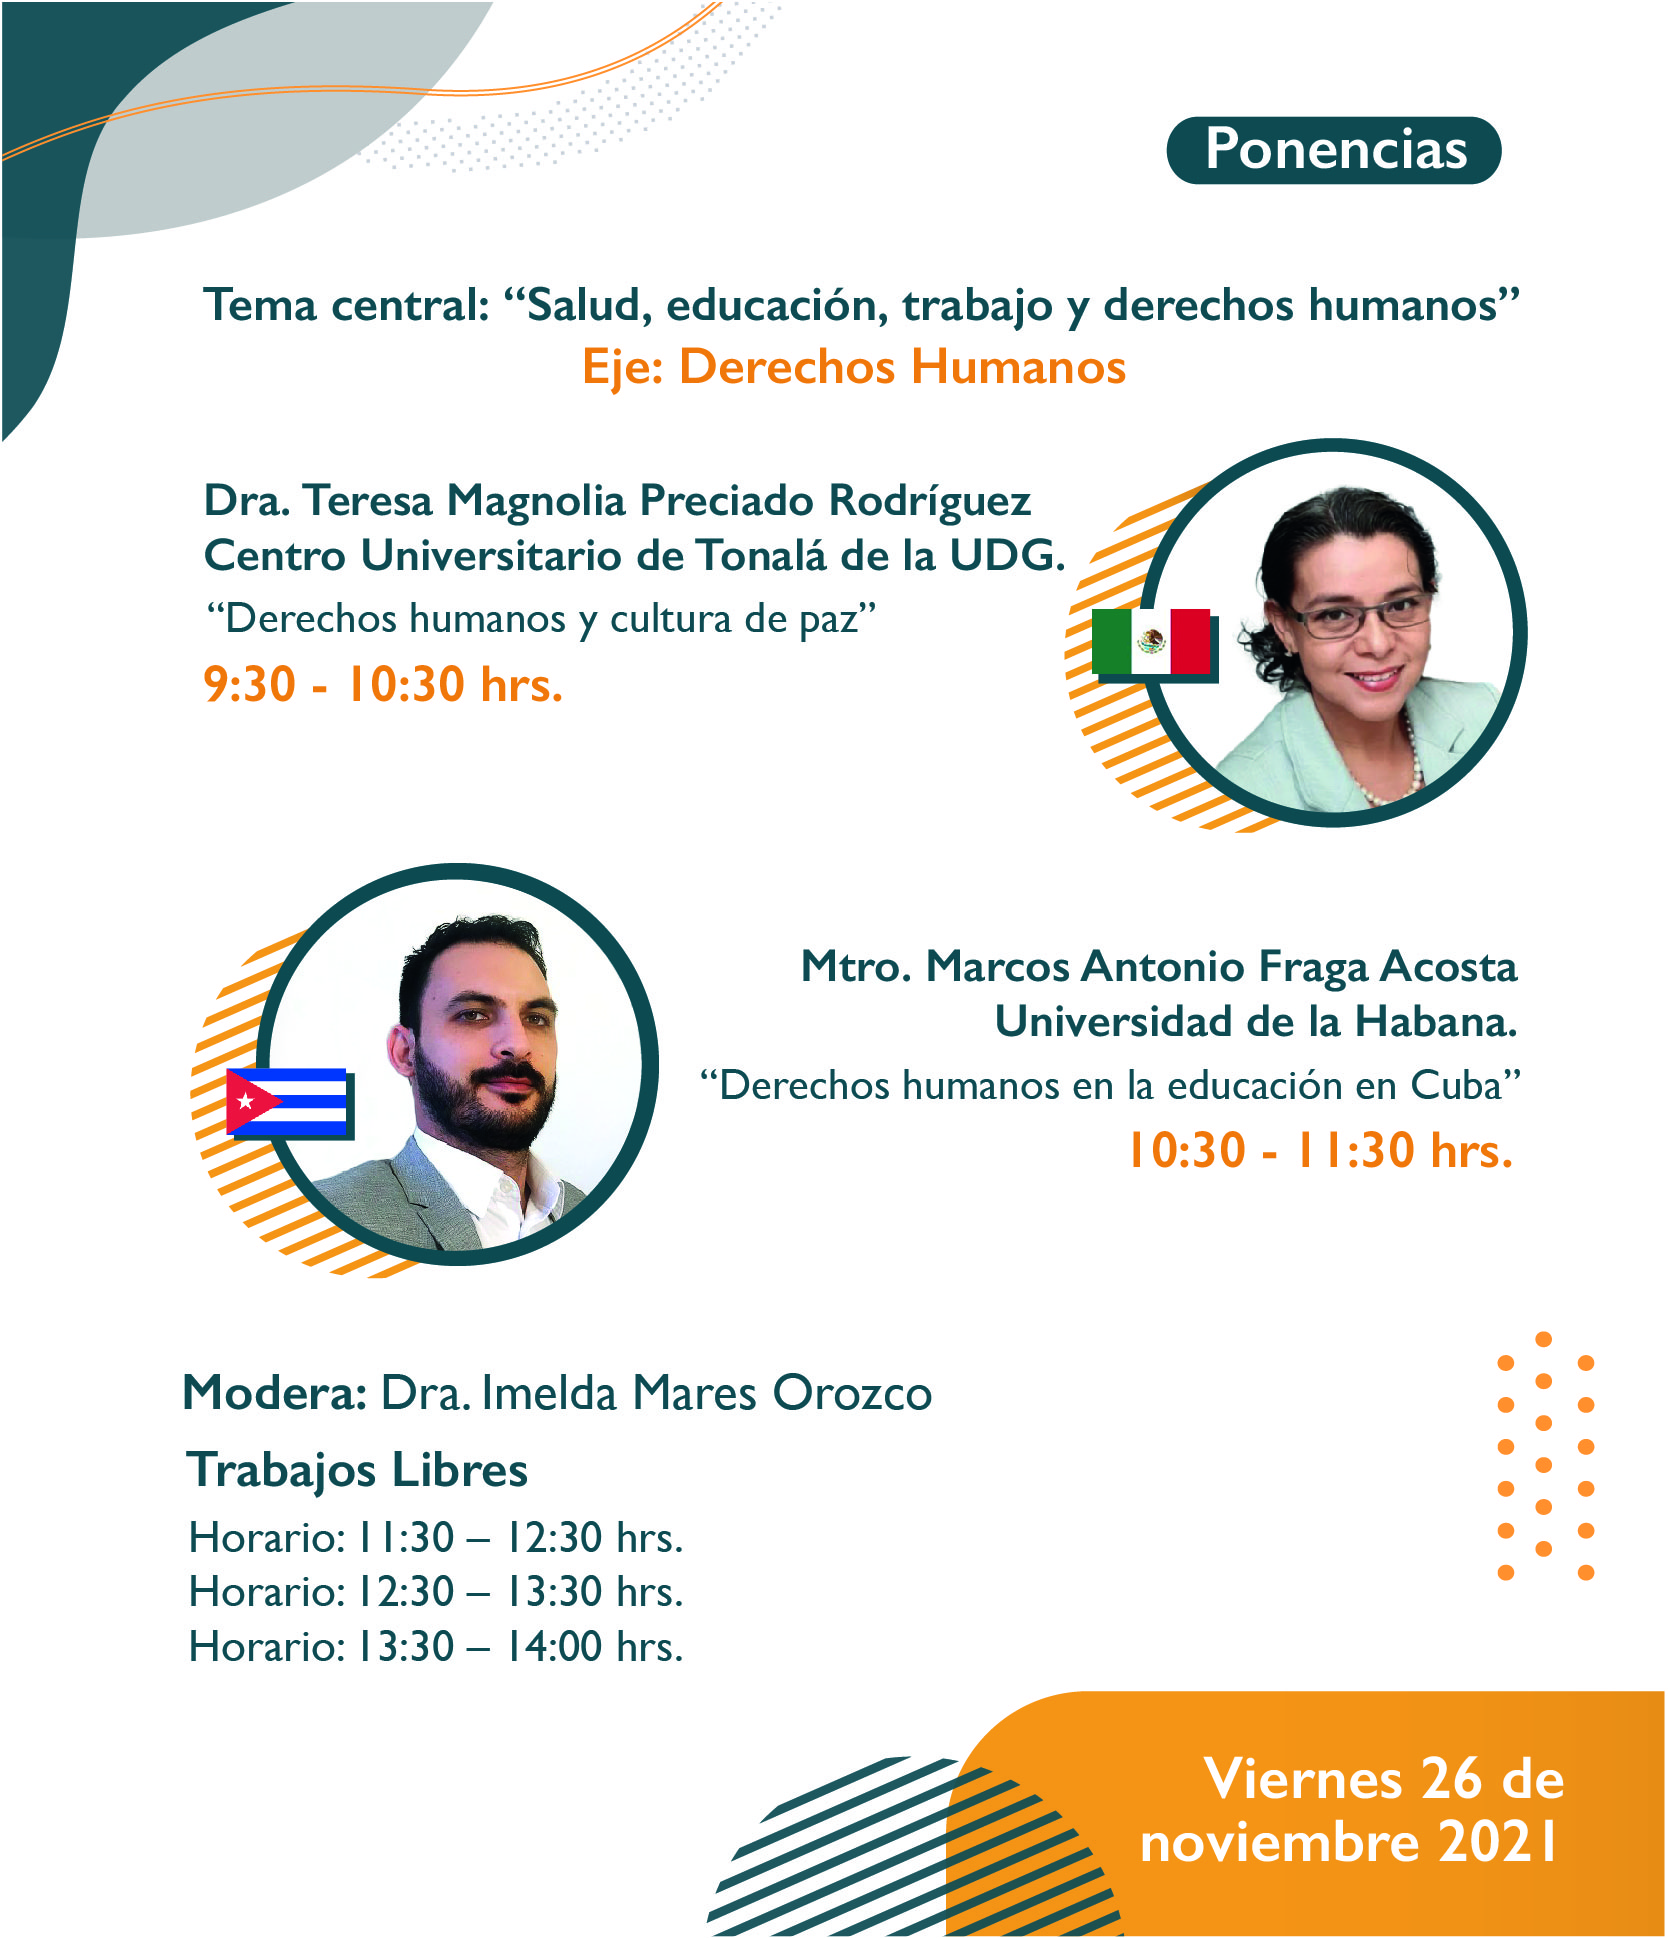 Ponencias
Tema central: “Salud, educación, trabajo y derechos humanos”
Eje: Derechos Humanos
Dra. Teresa Magnolia Preciado Rodríguez
Centro Universitario de Tonalá de la UDG.
“Derechos humanos y cultura de paz”
9:30 - 10:30 hrs.
Mtro. Marcos Antonio Fraga Acosta
Universidad de la Habana.
“Derechos humanos en la educación en Cuba”
10:30 - 11:30 hrs.
Modera: Dra. Imelda Mares Orozco
Trabajos Libres
Horario: 11:30 – 12:30 hrs.
Horario: 12:30 – 13:30 hrs.
Horario: 13:30 – 14:00 hrs.
Viernes 26 de
noviembre 2021